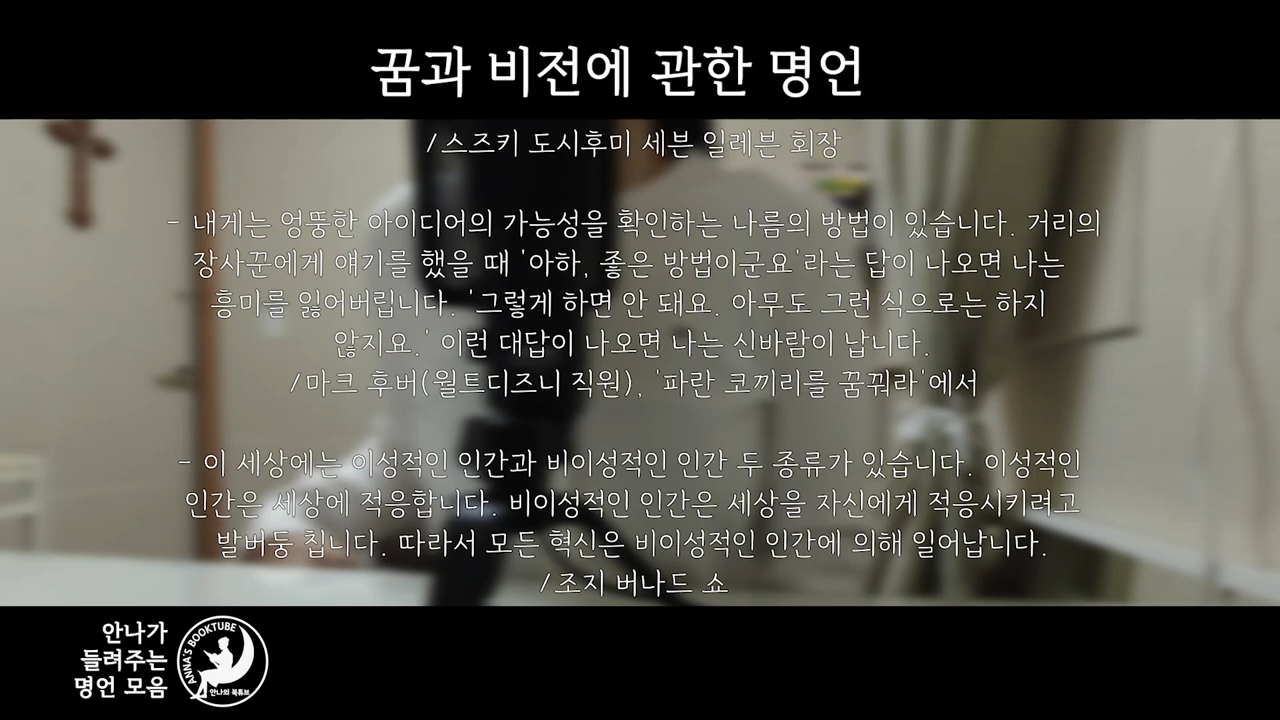 꿈과 비전에 관한 명언
/스즈키 도시후미 세븐 일레븐 회장
- 내게는 엉뚱한 아이디어의 가능성을 확인하는 나름의 방법이 있습니다. 거리의
장사꾼에게 얘기를 했을 때 '아하, 좋은 방법이군요'라는 답이 나오면 나는
흥미를 잃어버립니다. '그렇게 하면 안 돼요. 아무도 그런 식으로는 하지
않지요.' 이런 대답이 나오면 나는 신바람이 납니다.
/마크 후버(월트디즈니 직원), '파란 코끼리를 꿈꿔라'에서
- 이 세상에는 이성적인 인간과 비이성적인 인간 두 종류가 있습니다. 이성적인
인간은 세상에 적응합니다. 비이성적인 인간은 세상을 자신에게 적응시키려고
발버둥 칩니다. 따라서 모든 혁신은 비이성적인 인간에 의해 일어납니다.
/조지 버나드 쇼
안나가
들려주는
명언 모음
ANNA'S BOOKTUBE
안나의 북튜브